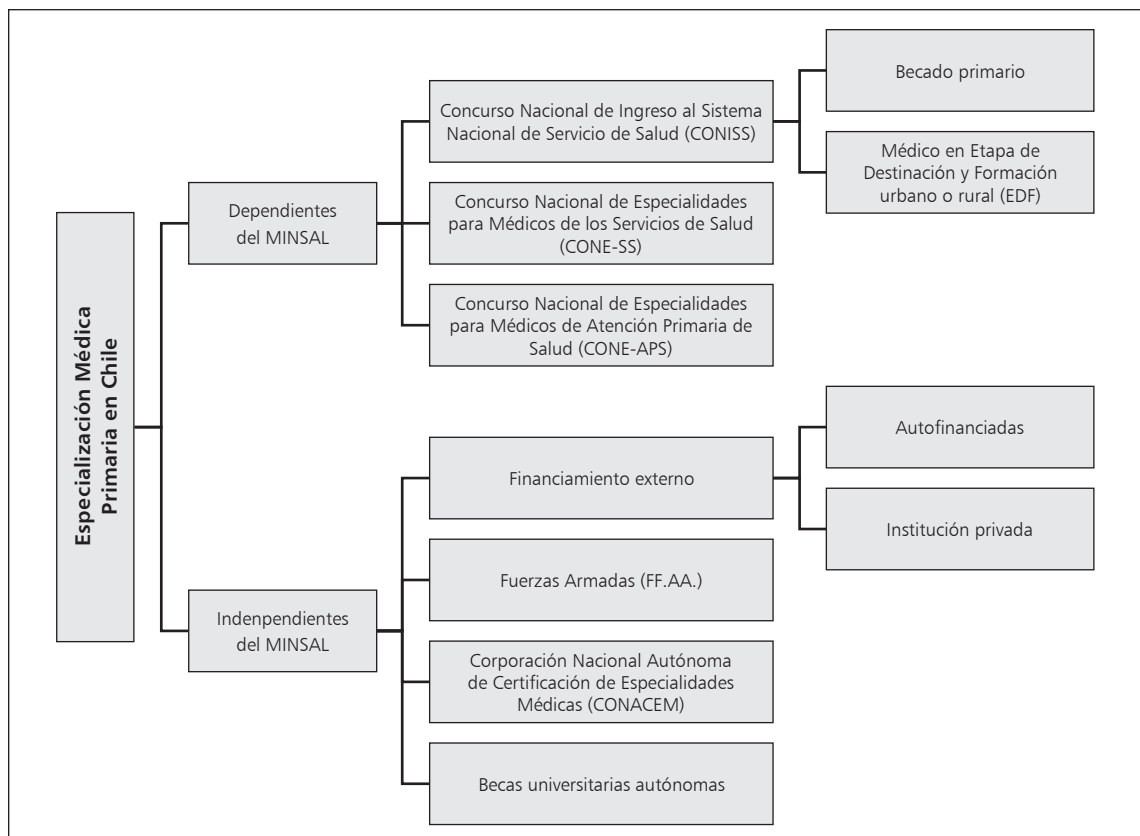 Especialización Médica
Primaria en Chile
Dependientes
del MINSAL
Concurso Nacional de Ingreso al Sistema
Nacional de Servicio de Salud (CONISS)
Becado primario
Médico en Etapa de
Destinación y Formación
urbano o rural (EDF)
Concurso Nacional de Especialidades
para Médicos de los Servicios de Salud
(CONE-SS)
Concurso Nacional de Especialidades
para Médicos de Atención Primaria de
Salud (CONE-APS)
Indenpendientes
del MINSAL
Financiamiento externo
Autofinanciadas
Institución privada
Fuerzas Armadas (FF.AA.)
Corporación Nacional Autónoma
de Certificación de Especialidades
Médicas (CONACEM)
Becas universitarias autónomas